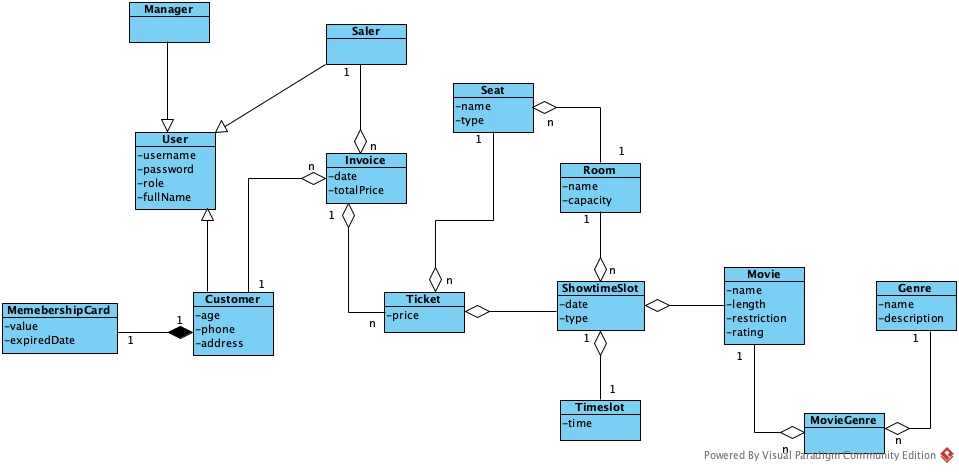 Manager
Saler
1
User
-username
-password
-role
-fullName
n
Invoice
-date
-totalPrice
n
1
Seat
-name
-type
n
1
1
Room
-name
-capacity
1
MemebershipCard
-value
-expiredDate
1
1
Customer
-age
-phone
-address
1
n
Ticket
-price
n
n
ShowtimeSlot
-date
-type
1
1
Timeslot
-time
Movie
-name
-length
-restriction
-rating
1
Genre
-name
-description
1
MovieGenre
n
n
Powered By Visual Paradigm Community Edition